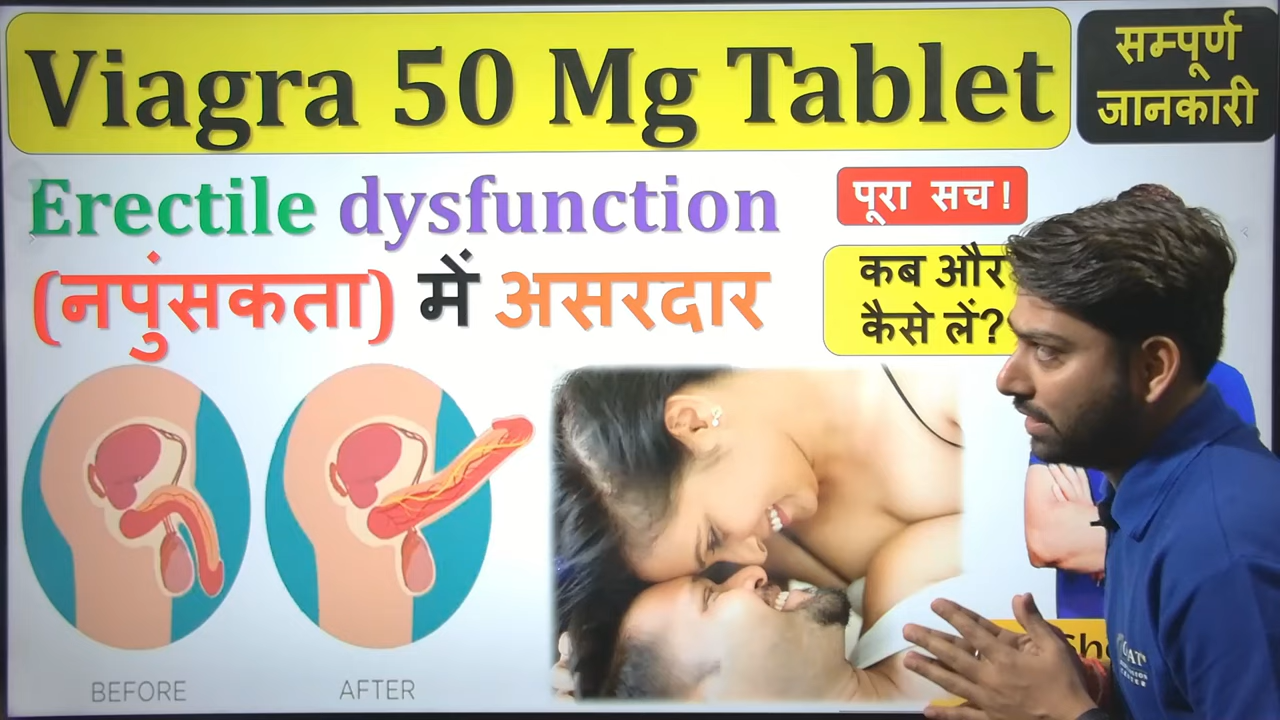 Viagra 50 Mg Tablet
सम्पूर्ण
जानकारी
Erectile dysfunction
पूरा सच!
(नपुंसकता) में असरदार
कब और
कैसे लें?
BEFORE
AFTER